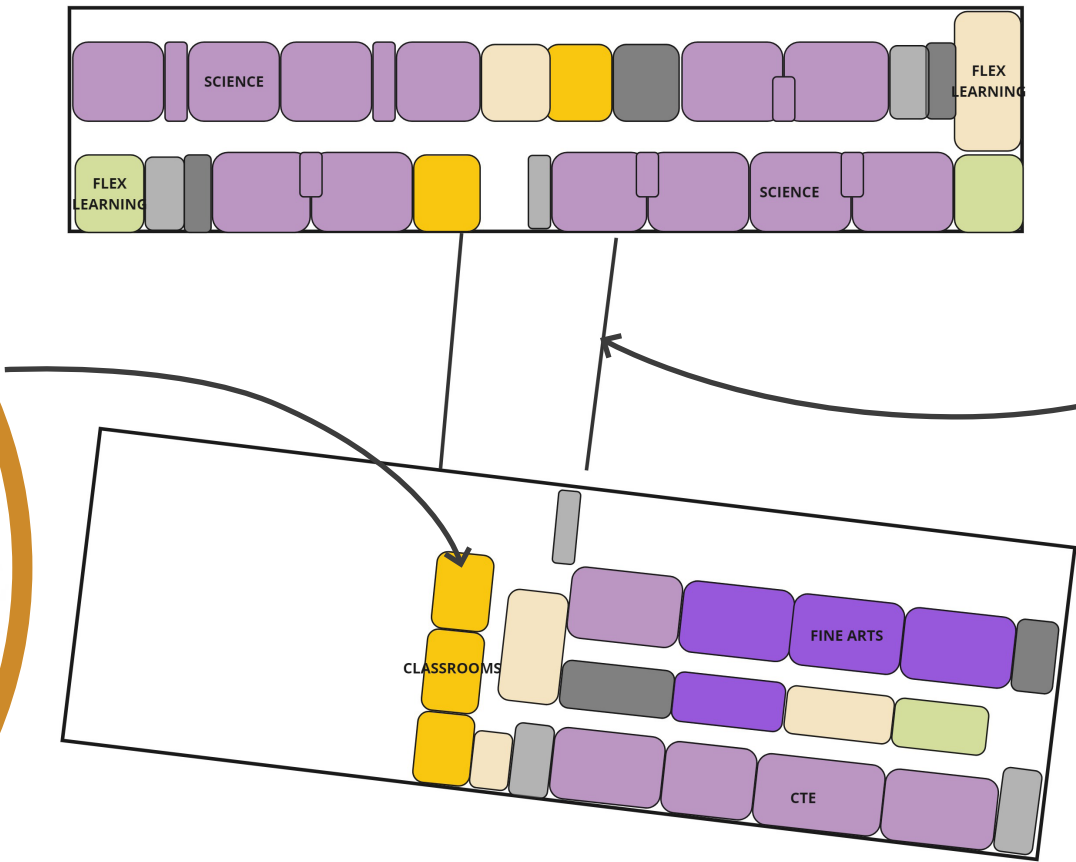 SCIENCE
FLEX
LEARNING
FLEX
LEARNING
SCIENCE
FINE ARTS
CLASSROOMS
CTE